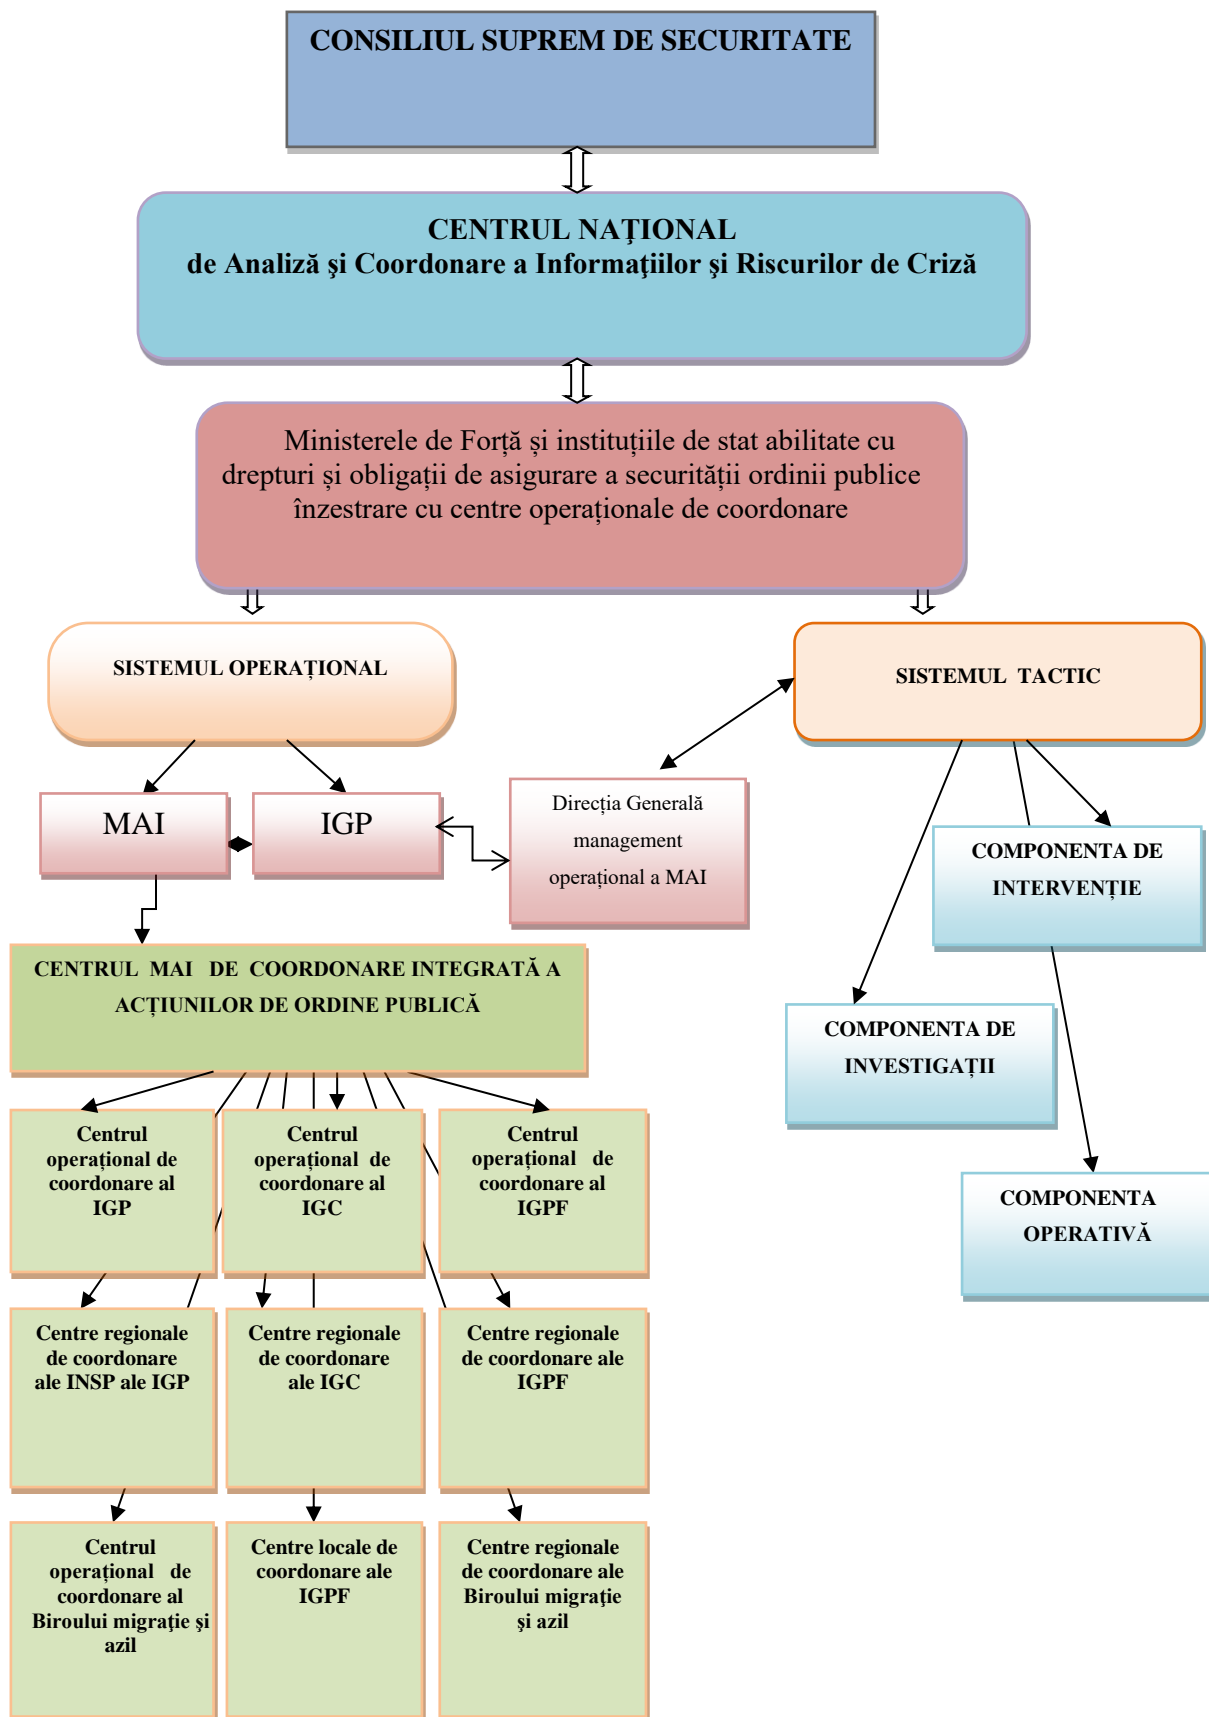 CONSILIUL SUPREM DE SECURITATE
CENTRUL NAŢIONAL
de Analiză şi Coordonare a Informaţiilor şi Riscurilor de Criză
Ministerele de Forță și instituțiile de stat abilitate cu
drepturi și obligații de asigurare a securității ordinii publice
înzestrare cu centre operaționale de coordonare
SISTEMUL OPERAȚIONAL
SISTEMUL TACTIC
MAI
IGP
Direcția Generală
management
operațional a MAI
COMPONENTA DE
INTERVENȚIE
CENTRUL MAI DE COORDONARE INTEGRATĂ A
ACȚIUNILOR DE ORDINE PUBLICĂ
COMPONENTA DE
INVESTIGAȚII
Centrul
operațional de
coordonare al
IGP
Centrul
operațional de
coordonare al
IGC
Centrul
operațional de
coordonare al
IGPF
COMPONENTA
OPERATIVĂ
Centre regionale
de coordonare
ale INSP ale IGP
Centre regionale
de coordonare
ale IGC
Centre regionale
de coordonare ale
IGPF
Centrul
operațional de
coordonare al
Biroului migraţie şi
azil
Centre locale de
coordonare ale
IGPF
Centre regionale
de coordonare ale
Biroului migraţie
şi azil